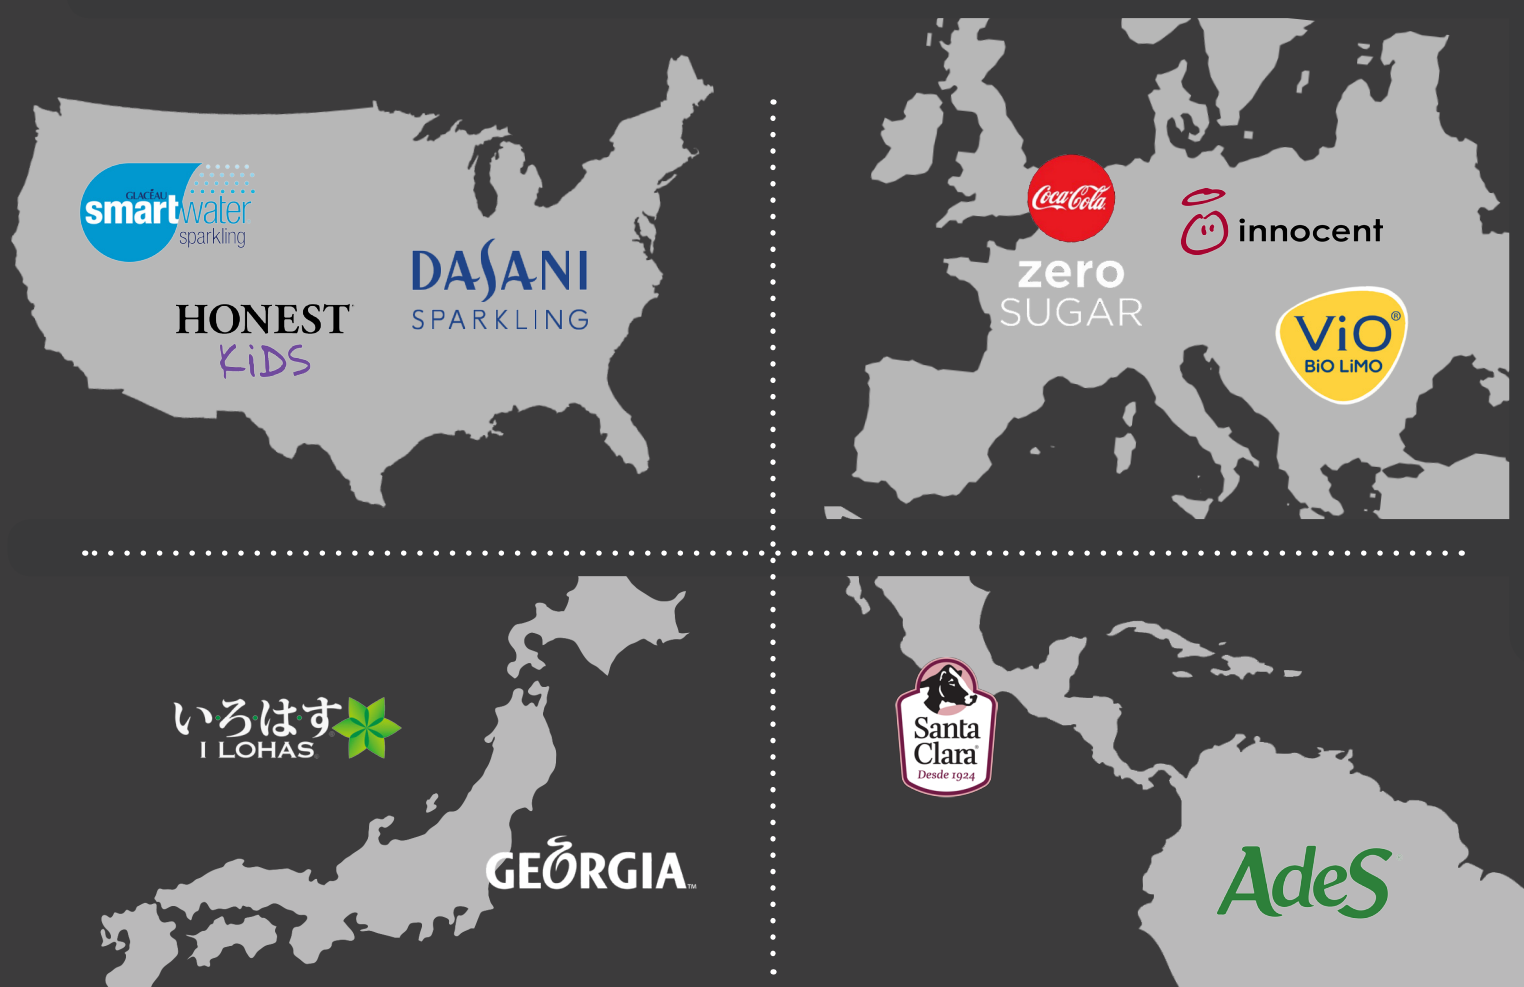 GLACÉAU
smartwater
sparkling
HONEST
KiDS
DASANI
SPARKLING
Coca-Cola
zero
SUGAR
innocent
ViO®
BiO LiMO
い・ろ・は・す
I LOHAS
GEORGIA™
Santa
Clara®
Desde 1924
AdeS